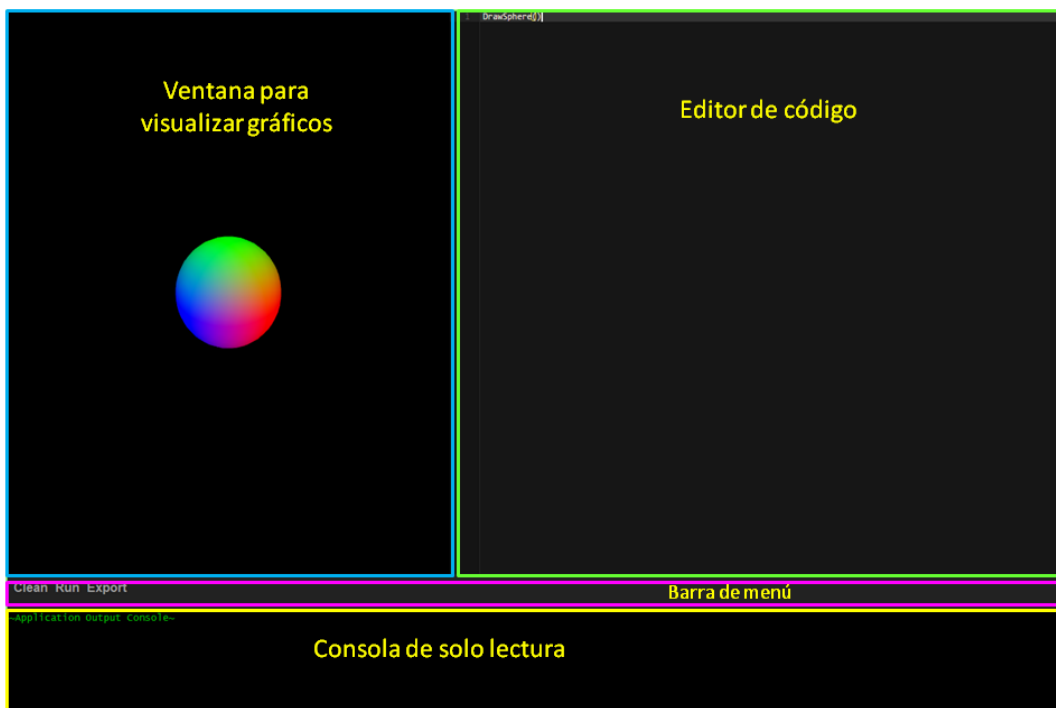 Ventana para
visualizar gráficos
1 DrawSphere()
Editor de código
Clean Run Export
Barra de menú
~Application Output Console~
Consola de solo lectura